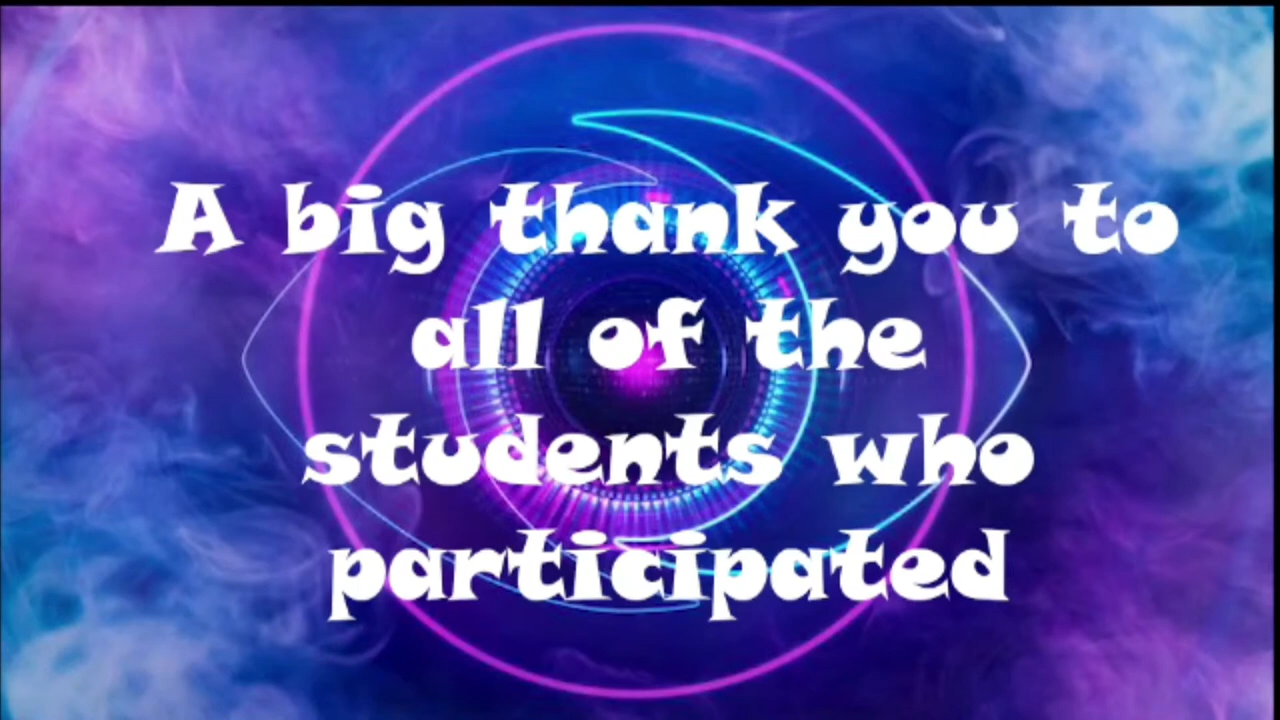 A big thank you to
all of the
students who
participated